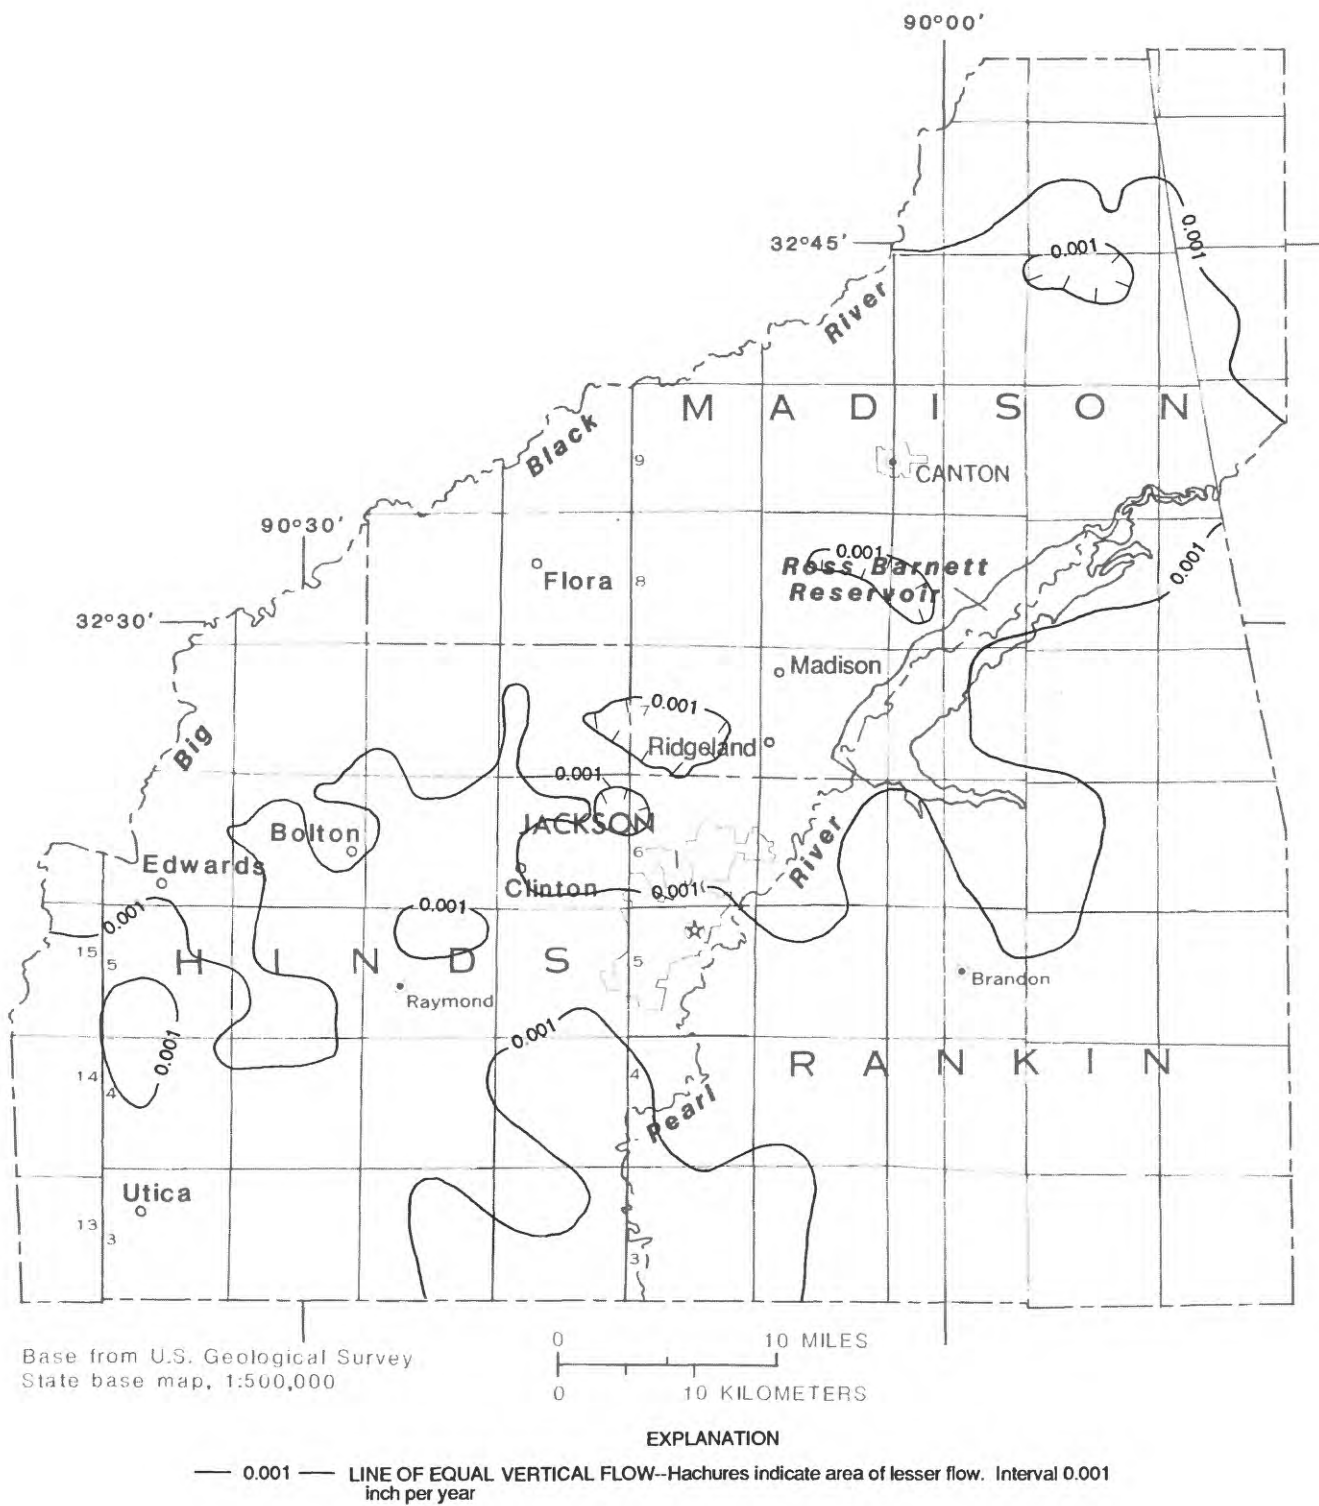 90°00'
32°45'
0.001
0.001
River
MADISON
Black
9
CANTON
90°30'
0.001
Ross Barnett
Reservoir
0.001
Flora
8
32°30'
Madison
0.001
7
Big
Ridgeland
0.001
JACKSON
Bolton
River
6
Edwards
Clinton
0.001
0.001
0.001
15
5
HINDS
5
Brandon
Raymond
0.001
0.001
RANKIN
14
4
4
Pearl
Utica
13
3
3
0 10 MILES
Base from U.S. Geological Survey
State base map, 1:500,000
0 10 KILOMETERS
EXPLANATION
0.001 LINE OF EQUAL VERTICAL FLOW--Hachures indicate area of lesser flow. Interval 0.001
inch per year